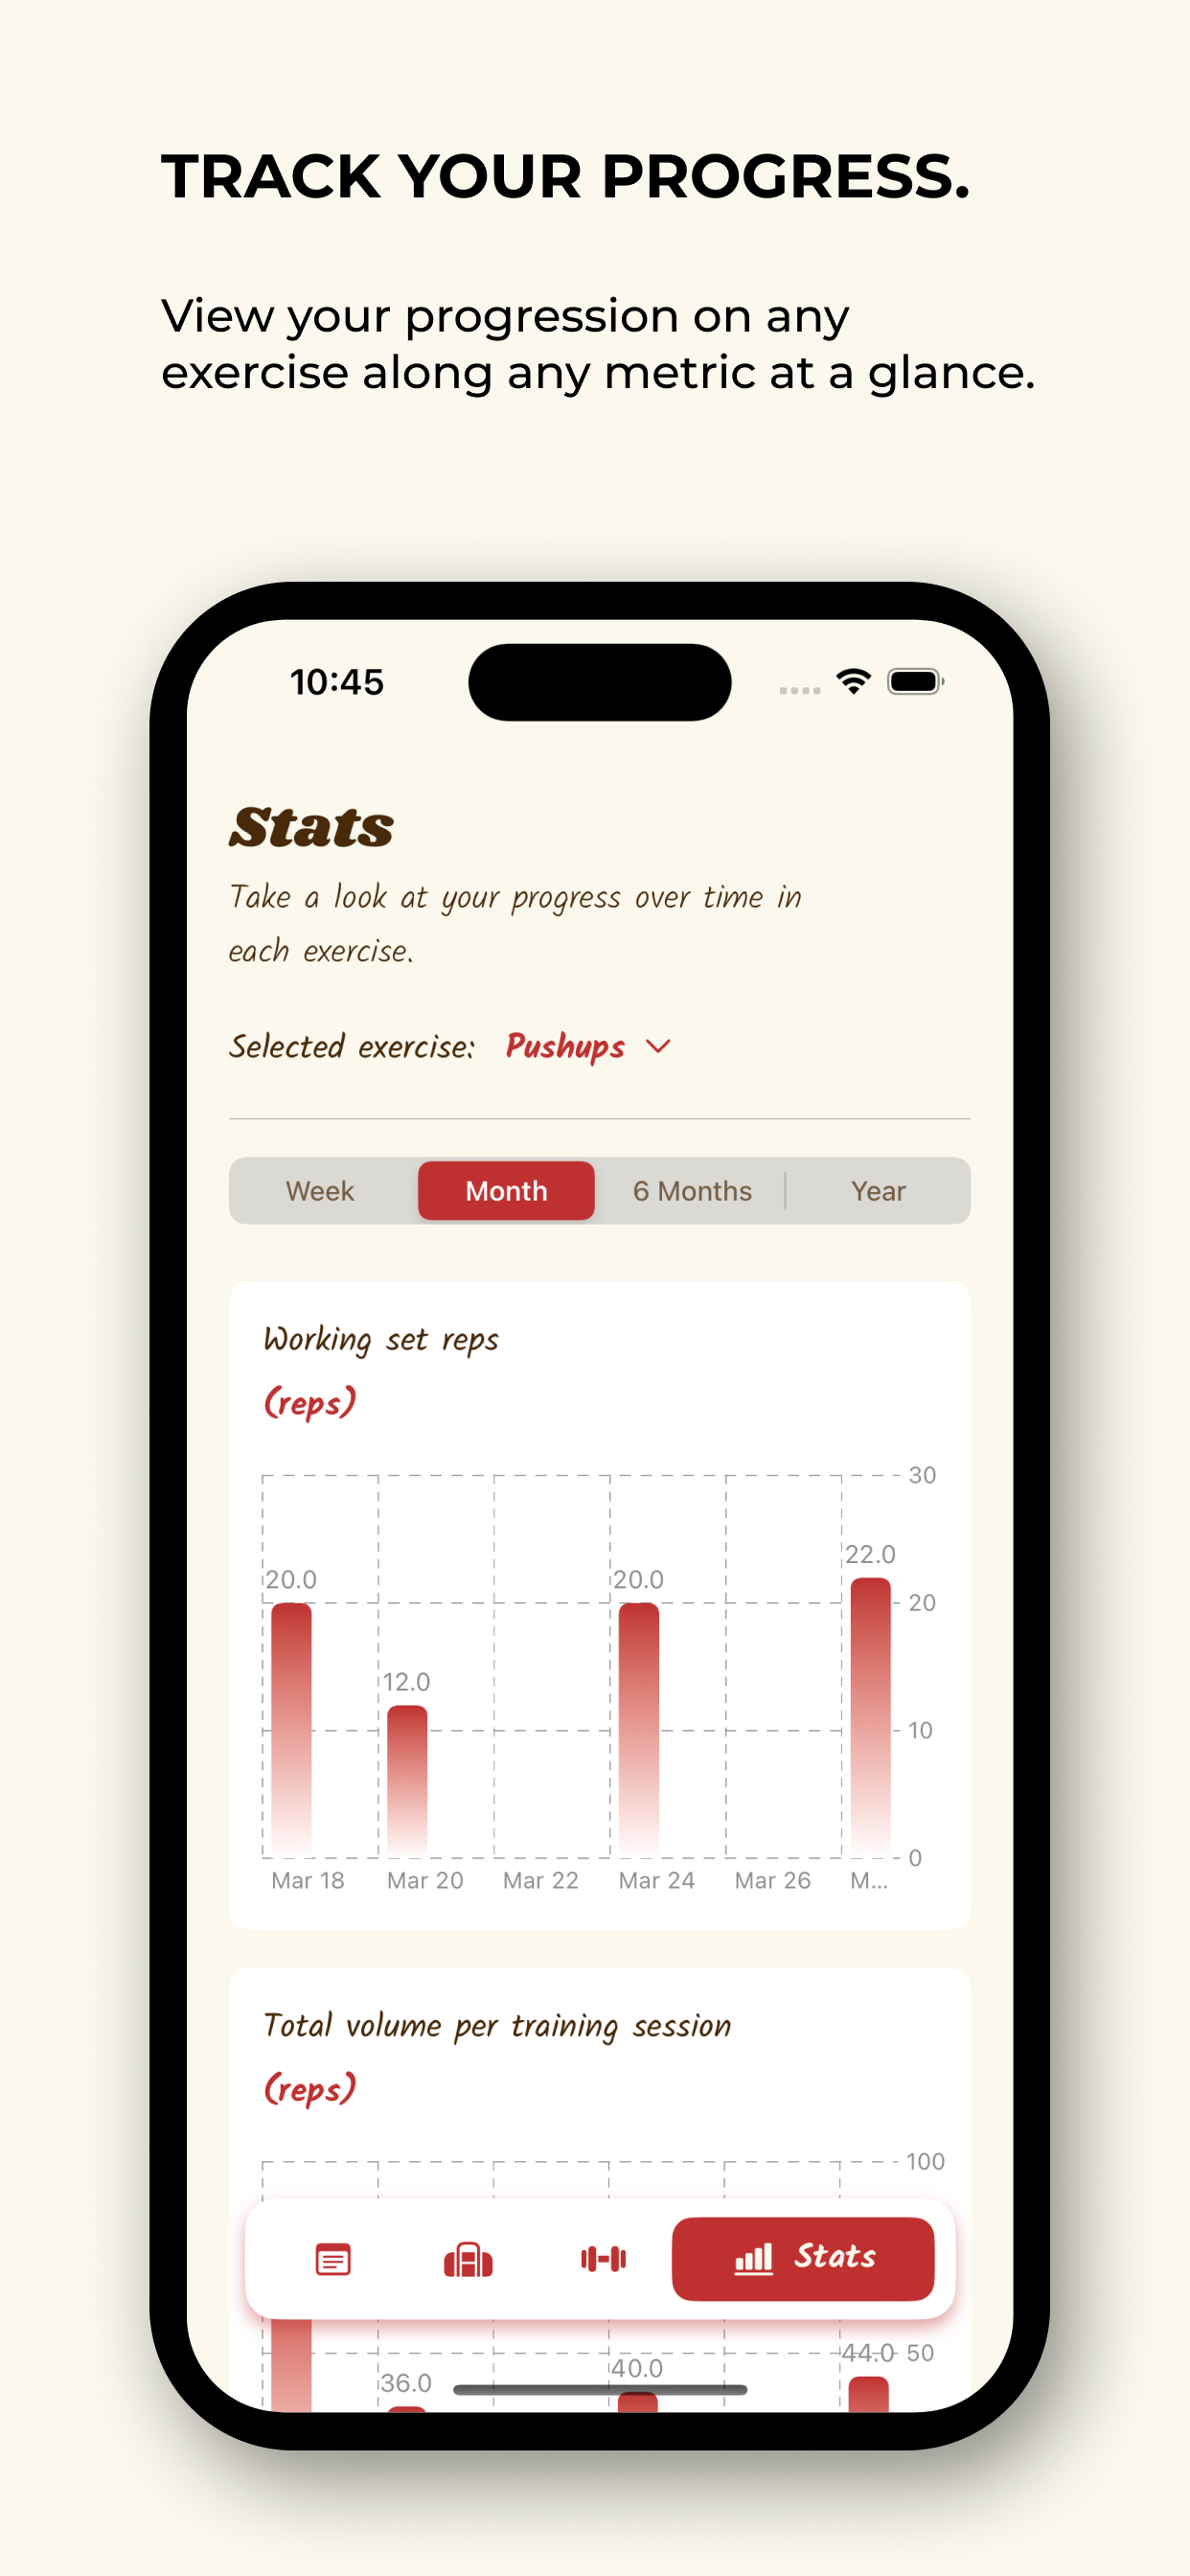 TRACK YOUR PROGRESS.
View your progression on any
exercise along any metric at a glance.
10:45
Stats
Take a look at your progress over time in
each exercise.
Selected exercise: Pushups
Week Month 6 Months Year
Working set reps
(reps)
30
22.0
20.0 20.0
20
12.0
10
0
Mar 18 Mar 20 Mar 22 Mar 24 Mar 26 M...
Total volume per training session
(reps)
100
Stats
44.0 50
40.0
36.0